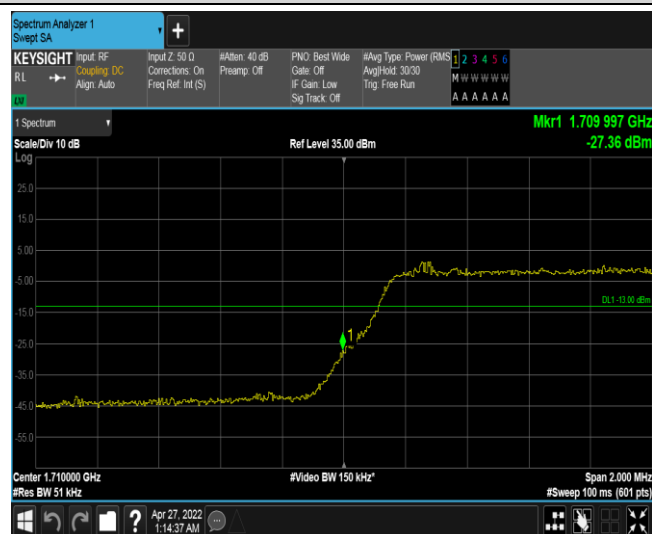 Spectrum Analyzer 1
Swept SA
+
KEYSIGHT Input: RF
RL
Coupling: DC
Align: Auto
LXI
Input Z: 50 Ω
Corrections: On
Freq Ref: Int (S)
#Atten: 40 dB
Preamp: Off
PNO: Best Wide
Gate: Off
IF Gain: Low
Sig Track: Off
#Avg Type: Power (RMS
Avg|Hold: 30/30
Trig: Free Run
1 2 3 4 5 6
M W W W W W
A A A A A A
1 Spectrum
Mkr1 1.709 997 GHz
Scale/Div 10 dB
Ref Level 35.00 dBm
-27.36 dBm
Log
25.0
15.0
5.00
-5.00
DL1 -13.00 dBm
-15.0
1
-25.0
-35.0
-45.0
-55.0
Center 1.710000 GHz
#Video BW 150 kHz*
Span 2.000 MHz
#Res BW 51 kHz
#Sweep 100 ms (601 pts)
?
Apr 27, 2022
1:14:37 AM